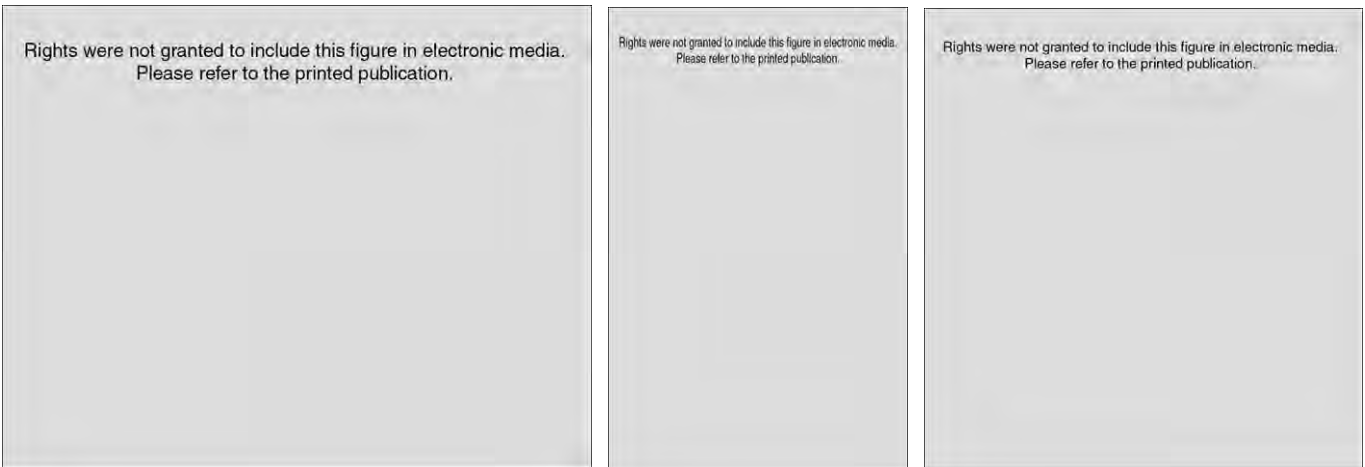 Rights were not granted to include this figure in electronic media.
Please refer to the printed publication.
Rights were not granted to include this figure in electronic media.
Please refer to the printed publication.
Rights were not granted to include this figure in electronic media.
Please refer to the printed publication.